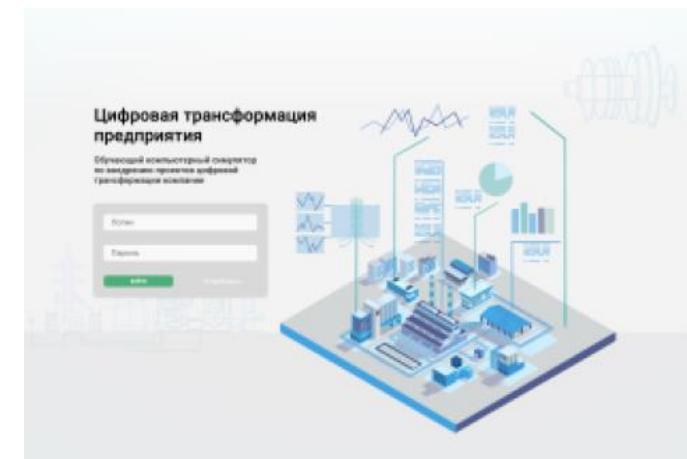 Цифровая трансформация
предприятия
Обучающий компьютерный симулятор
по внедрению проектов цифровой
трансформации компании
Логин
Пароль